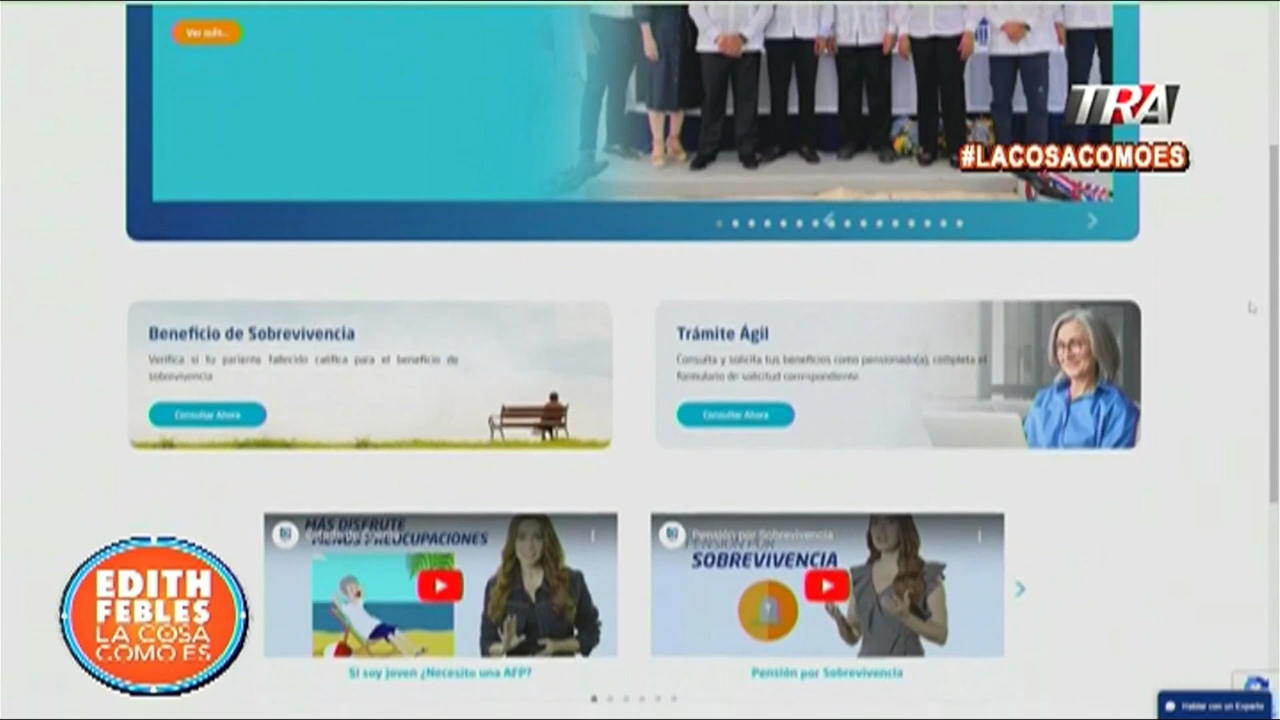 Ver más...
TRA
#LACOSACOMOES
Beneficio de Sobrevivencia
Verifica si tu pariente fallecido califica para el beneficio de
sobrevivencia
Consultar Ahora
Trámite Ágil
Consulta y solicita tus beneficios como pensionado(a), completa el
formulario de solicitud correspondiente.
Consultar Ahora
MÁS DISFRUTE
MENOS PREOCUPACIONES
Pensión por Sobrevivencia
SOBREVIVENCIA
Si soy joven ¿Necesito una AFP?
Pensión por Sobrevivencia
EDITH
FEBLES
LA COSA
COMO ES
Hablar con un Experto